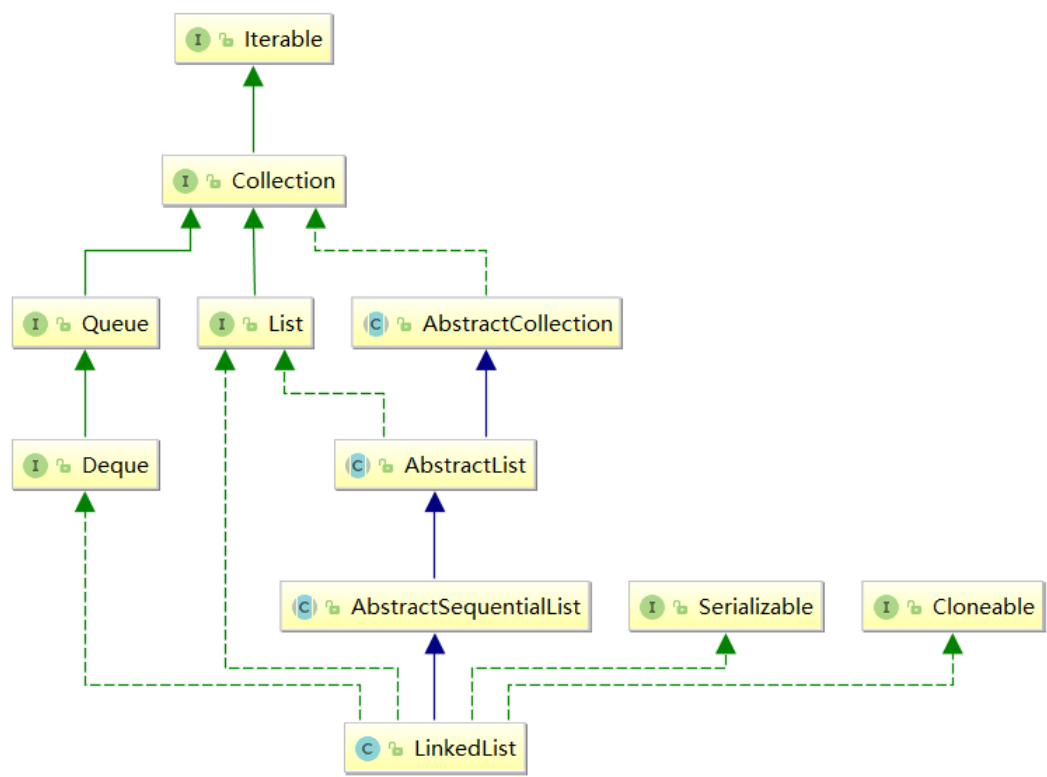 I Iterable
I Collection
I Queue
I List
C AbstractCollection
I Deque
C AbstractList
C AbstractSequentialList
I Serializable
I Cloneable
C LinkedList